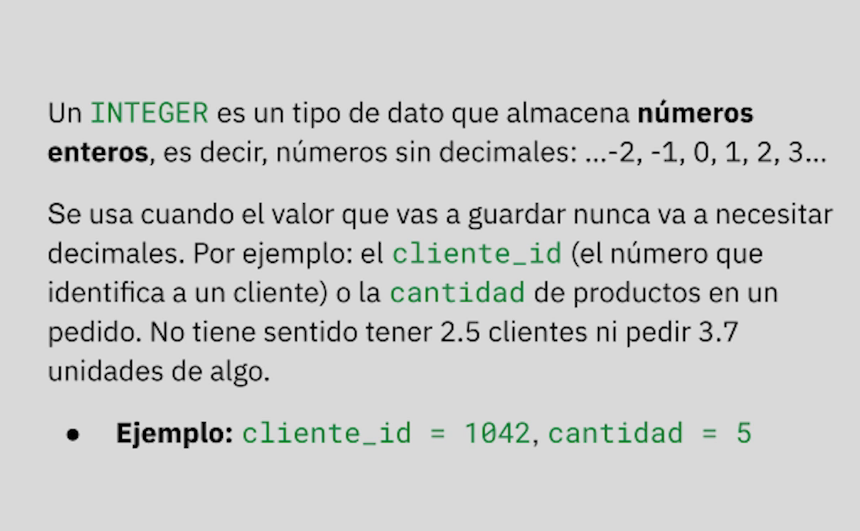 Un INTEGER es un tipo de dato que almacena números
enteros, es decir, números sin decimales: ...-2, -1, 0, 1, 2, 3...
Se usa cuando el valor que vas a guardar nunca va a necesitar
decimales. Por ejemplo: el cliente_id (el número que
identifica a un cliente) o la cantidad de productos en un
pedido. No tiene sentido tener 2.5 clientes ni pedir 3.7
unidades de algo.
● Ejemplo: cliente_id = 1042, cantidad = 5